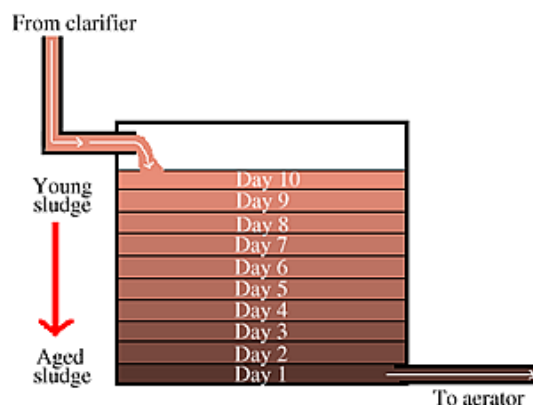 From clarifier
Young
sludge
Day 10
Day 9
Day 8
Day 7
Day 6
Day 5
Day 4
Day 3
Day 2
Day 1
Aged
sludge
To aerator